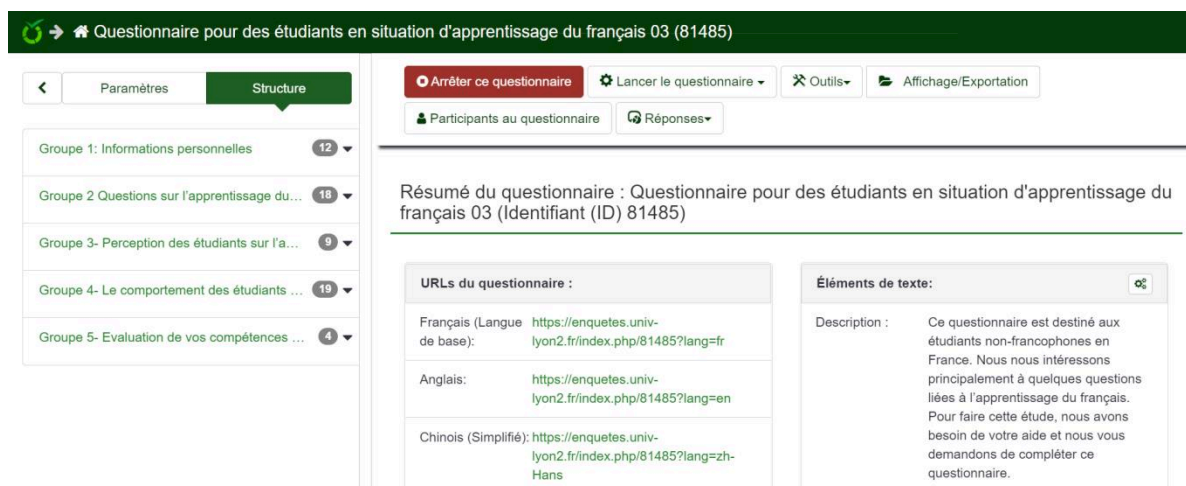 Questionnaire pour des étudiants en situation d'apprentissage du français 03 (81485)
Paramètres
Structure
Groupe 1: Informations personnelles 12
Groupe 2 Questions sur l'apprentissage du... 18
Groupe 3- Perception des étudiants sur l'a... 9
Groupe 4- Le comportement des étudiants ... 19
Groupe 5- Evaluation de vos compétences ... 4
Arrêter ce questionnaire
Lancer le questionnaire
Outils
Affichage/Exportation
Participants au questionnaire
Réponses
Résumé du questionnaire : Questionnaire pour des étudiants en situation d'apprentissage du
français 03 (Identifiant (ID) 81485)
URLs du questionnaire :
Français (Langue https://enquetes.univ-
de base): lyon2.fr/index.php/81485?lang=fr
Anglais: https://enquetes.univ-
lyon2.fr/index.php/81485?lang=en
Chinois (Simplifié): https://enquetes.univ-
lyon2.fr/index.php/81485?lang=zh-
Hans
Éléments de texte:
Description : Ce questionnaire est destiné aux
étudiants non-francophones en
France. Nous nous intéressons
principalement à quelques questions
liées à l'apprentissage du français.
Pour faire cette étude, nous avons
besoin de votre aide et nous vous
demandons de compléter ce
questionnaire.